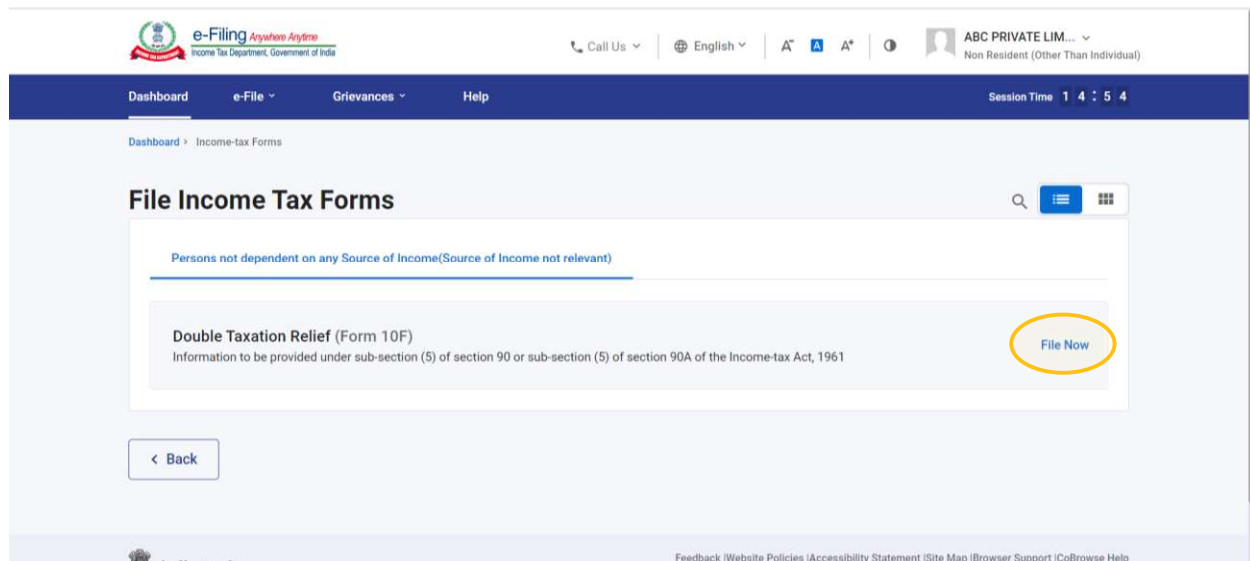 e-Filing Anywhere Anytime
Income Tax Department, Government of India
Call Us
English
A-
A
A+
ABC PRIVATE LIM...
Non Resident (Other Than Individual)
Dashboard
e-File
Grievances
Help
Session Time 1 4 : 5 4
Dashboard > Income-tax Forms
File Income Tax Forms
Persons not dependent on any Source of Income(Source of Income not relevant)
Double Taxation Relief (Form 10F)
Information to be provided under sub-section (5) of section 90 or sub-section (5) of section 90A of the Income-tax Act, 1961
File Now
< Back
Feedback |Website Policies |Accessibility Statement |Site Map |Browser Support |CoBrowse Help